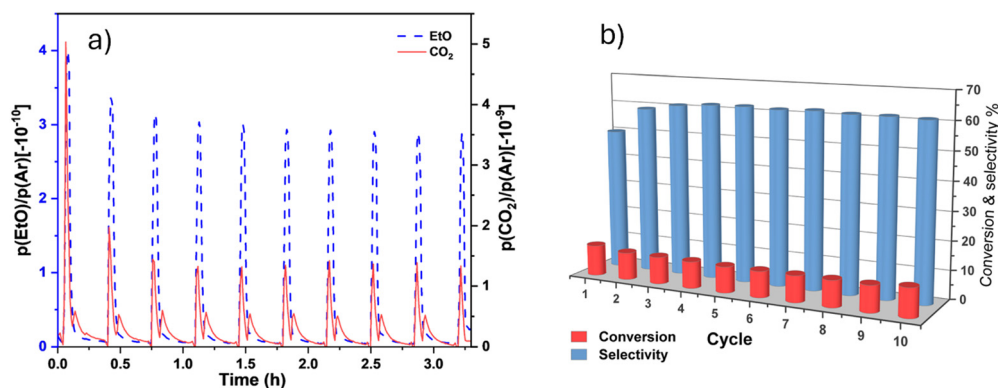 a)
EtO
CO₂
p(EtO)/p(Ar)[-10⁻¹⁰]
4
3
2
1
0
p(CO₂)/p(Ar)[-10⁻⁹]
5
4
3
2
1
0
0.0 0.5 1.0 1.5 2.0 2.5 3.0
Time (h)
b)
70
60
50
40
30
20
10
0
Conversion & selectivity %
1 2 3 4 5 6 7 8 9 10
Cycle
Conversion
Selectivity